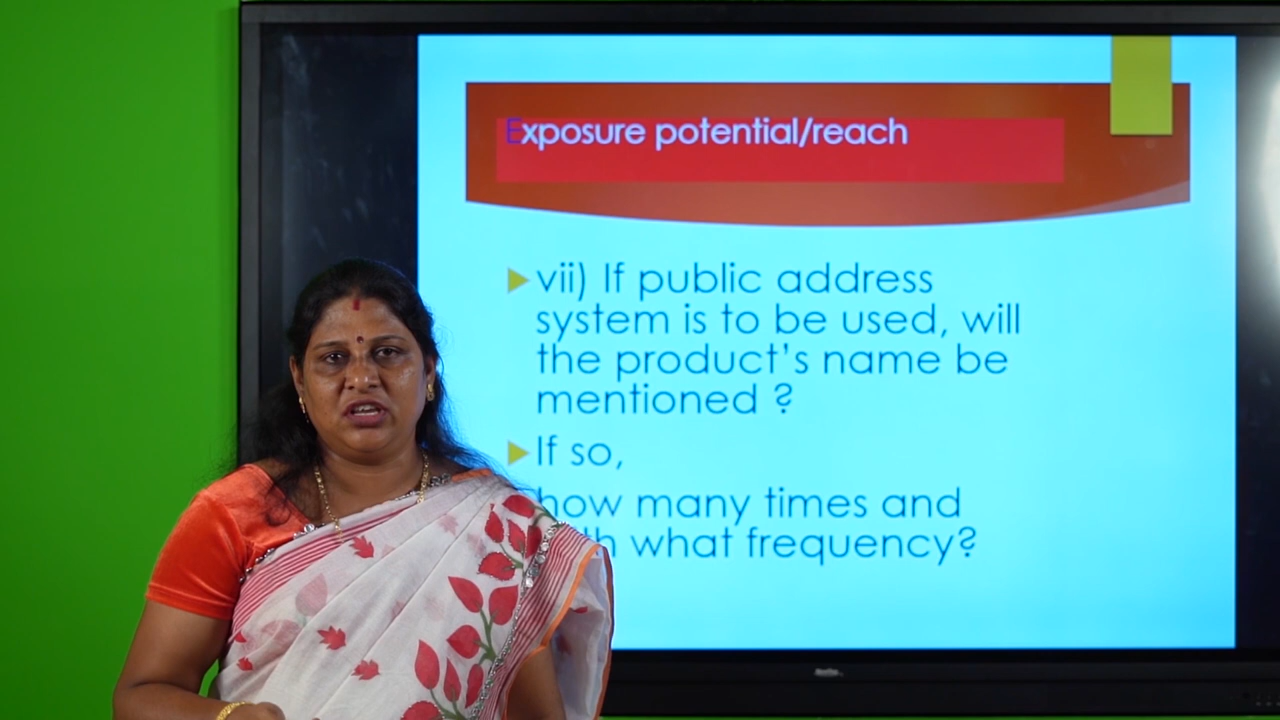 Exposure potential/reach
vii) If public address
system is to be used, will
the product's name be
mentioned ?
If so,
how many times and
what frequency?